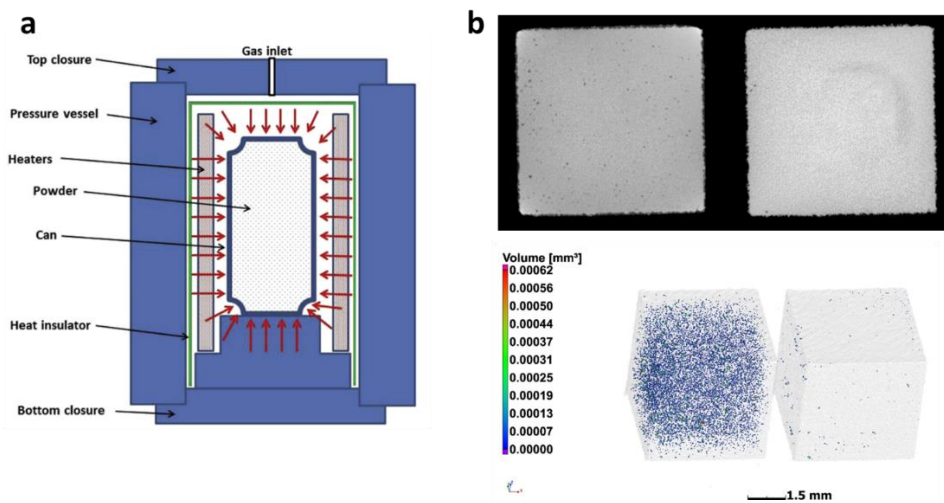 a
Gas inlet
Top closure
Pressure vessel
Heaters
Powder
Can
Heat insulator
Bottom closure
b
Volume [mm³]
0.00062
0.00056
0.00050
0.00044
0.00037
0.00031
0.00025
0.00019
0.00013
0.00007
0.00000
1.5 mm